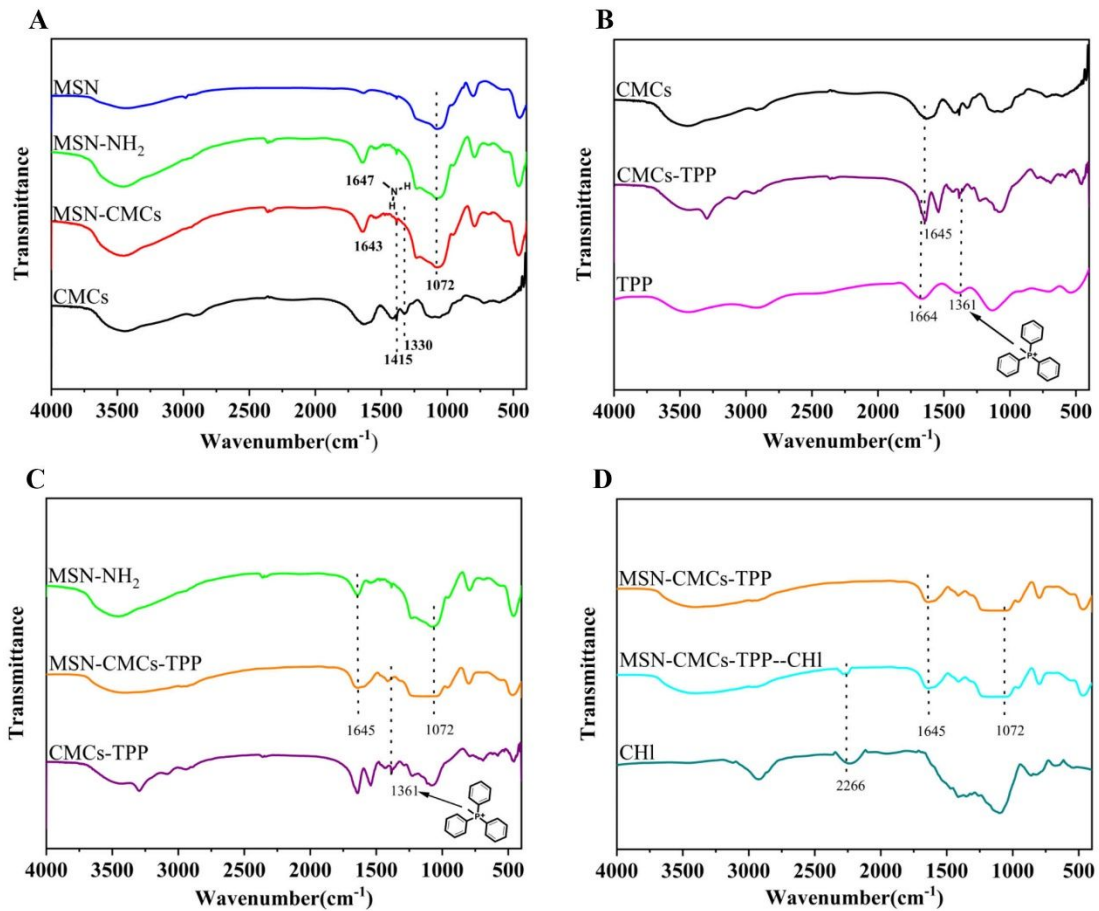 A
MSN
MSN-NH₂
1647
N H
H
MSN-CMCs
1643
1072
CMCs
1330
1415
Transmittance
4000 3500 3000 2500 2000 1500 1000 500
Wavenumber(cm⁻¹)
B
CMCs
CMCs-TPP
1645
TPP
1664
1361
P⁺
Transmittance
4000 3500 3000 2500 2000 1500 1000 500
Wavenumber(cm⁻¹)
C
MSN-NH₂
MSN-CMCs-TPP
1645
1072
CMCs-TPP
1361
P⁺
Transmittance
4000 3500 3000 2500 2000 1500 1000 500
Wavenumber(cm⁻¹)
D
MSN-CMCs-TPP
MSN-CMCs-TPP--CHl
1645
1072
CHl
2266
Transmittance
4000 3500 3000 2500 2000 1500 1000 500
Wavenumber(cm⁻¹)